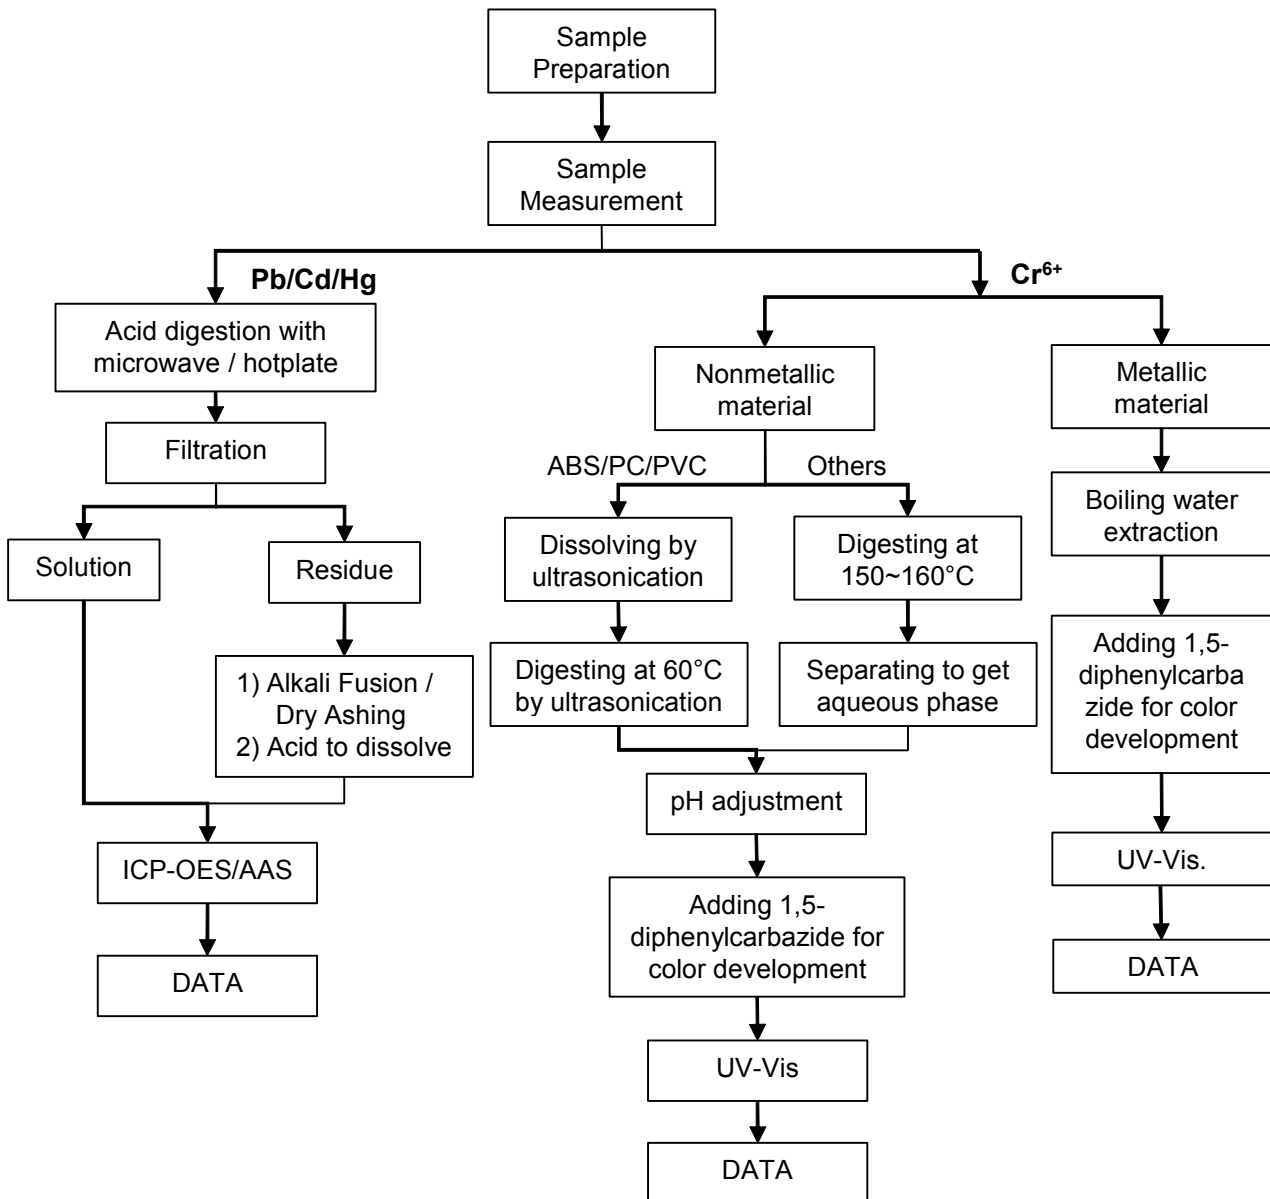 Sample
Preparation
Sample
Measurement
Pb/Cd/Hg
Cr⁶⁺
Acid digestion with
microwave / hotplate
Filtration
Solution
Residue
1) Alkali Fusion /
Dry Ashing
2) Acid to dissolve
ICP-OES/AAS
DATA
Nonmetallic
material
ABS/PC/PVC
Others
Dissolving by
ultrasonication
Digesting at
150~160°C
Digesting at 60°C
by ultrasonication
Separating to get
aqueous phase
pH adjustment
Adding 1,5-
diphenylcarbazide for
color development
UV-Vis
DATA
Metallic
material
Boiling water
extraction
Adding 1,5-
diphenylcarba
zide for color
development
UV-Vis.
DATA